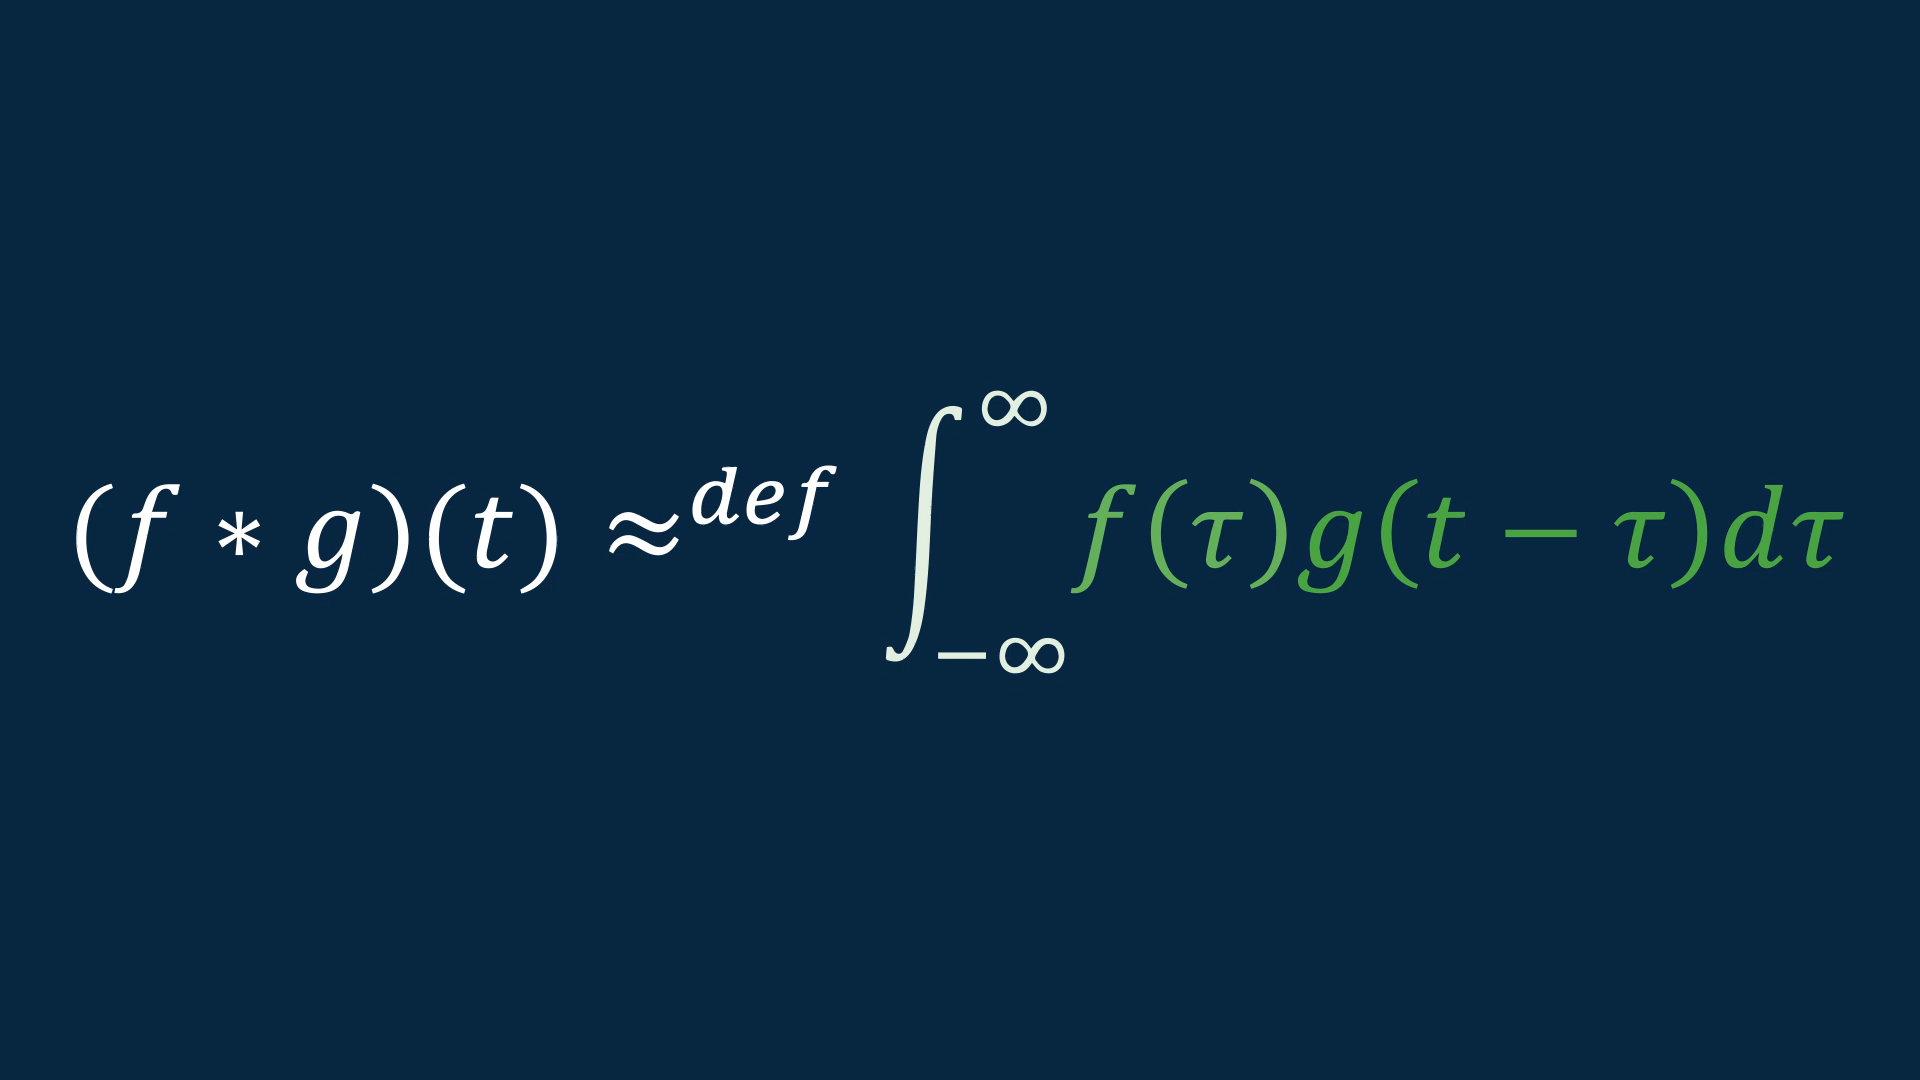 (f * g)(t) ≈^{def} ∫_{-∞}^{∞} f(τ)g(t − τ)dτ